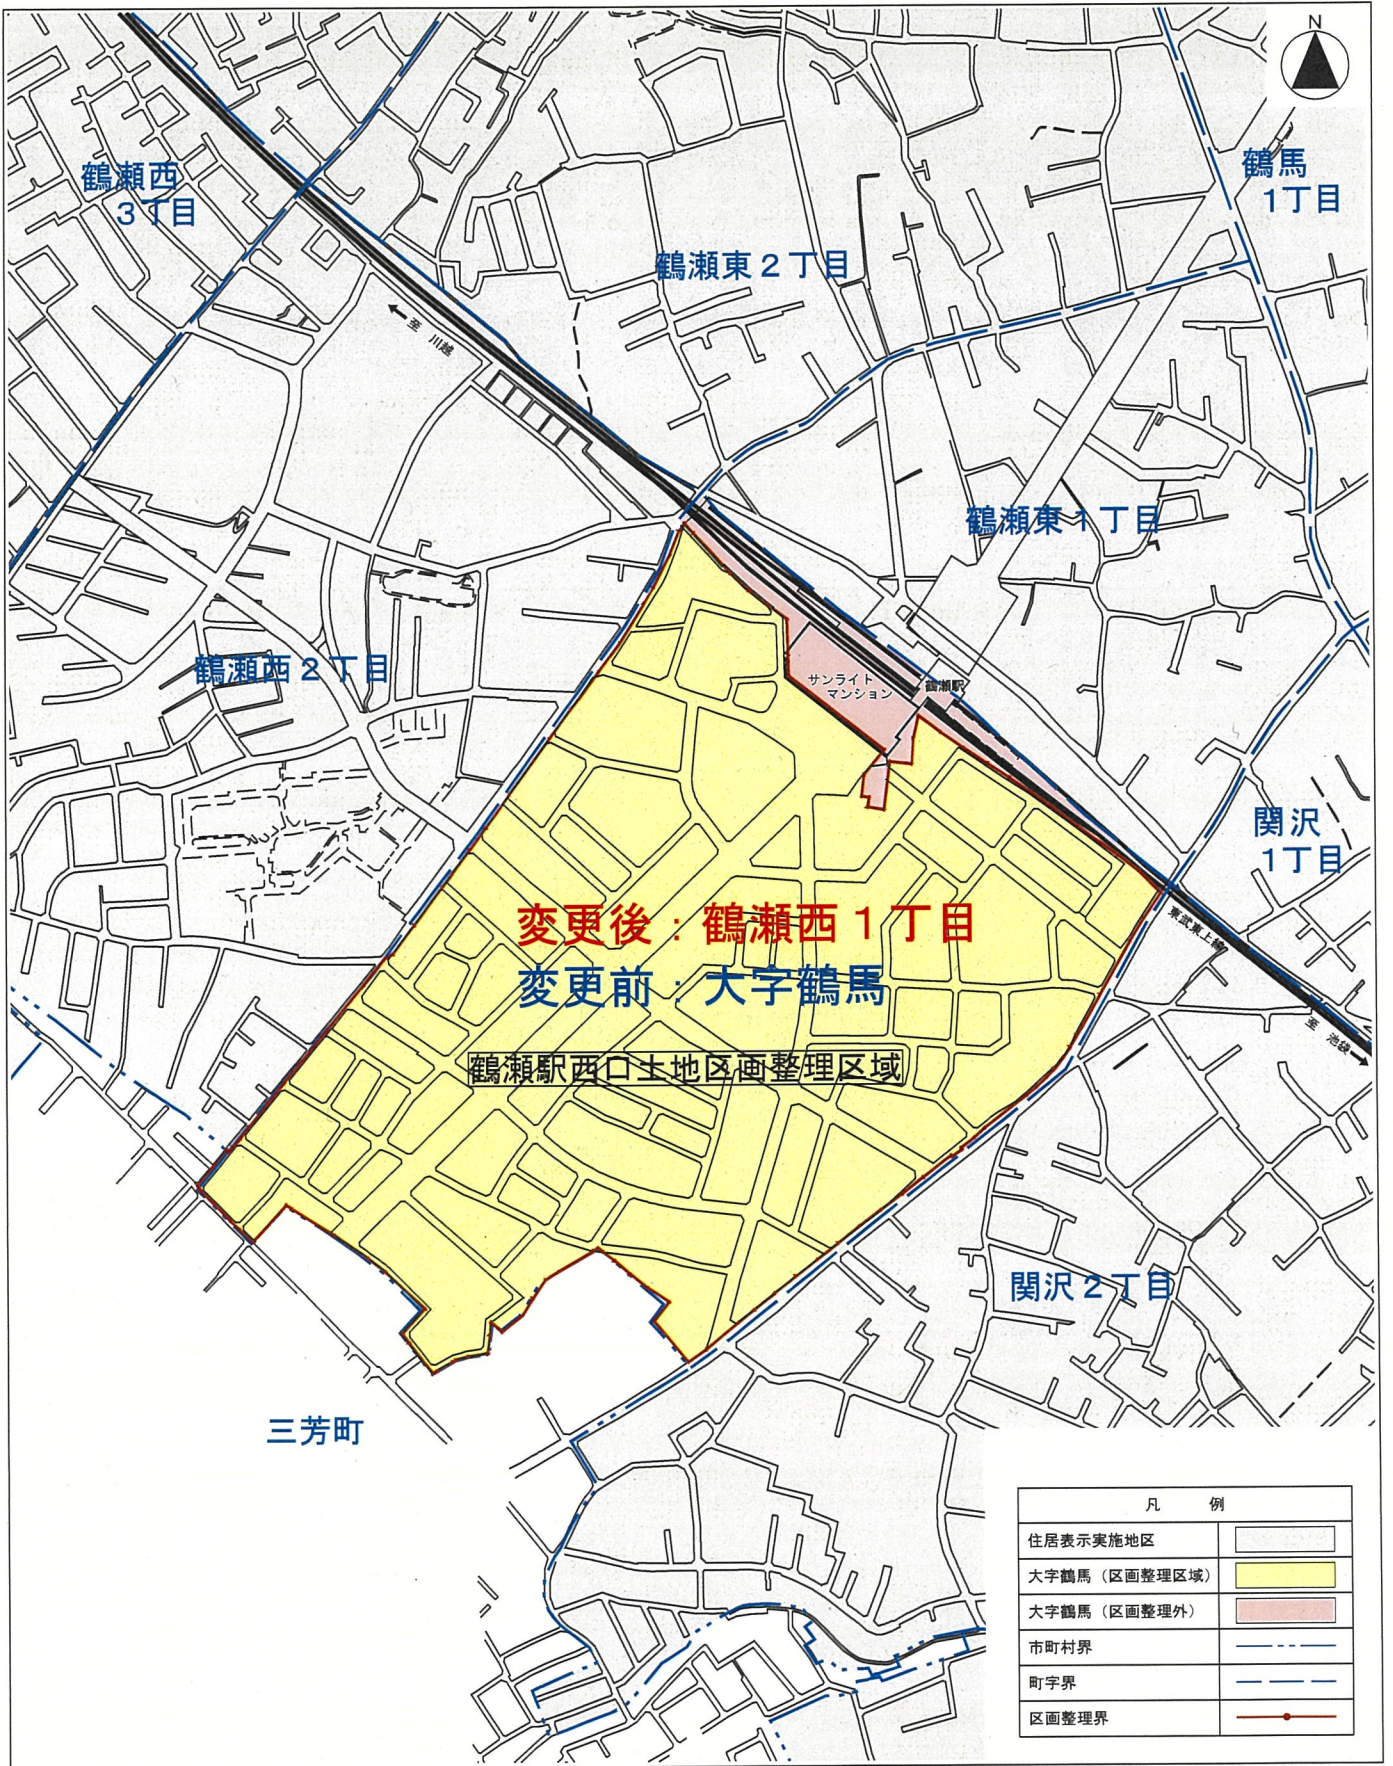 N
鶴瀬西
3丁目
鶴馬
1丁目
鶴瀬東2丁目
至 川越
鶴瀬東1丁目
鶴瀬西2丁目
サンライト
マンション
鶴瀬駅
関沢
1丁目
変更後：鶴瀬西1丁目
東武東上線
変更前：大字鶴馬
至 池袋
鶴瀬駅西口土地区画整理区域
関沢2丁目
三芳町
凡 例
住居表示実施地区
大字鶴馬（区画整理区域）
大字鶴馬（区画整理外）
市町村界
町字界
区画整理界